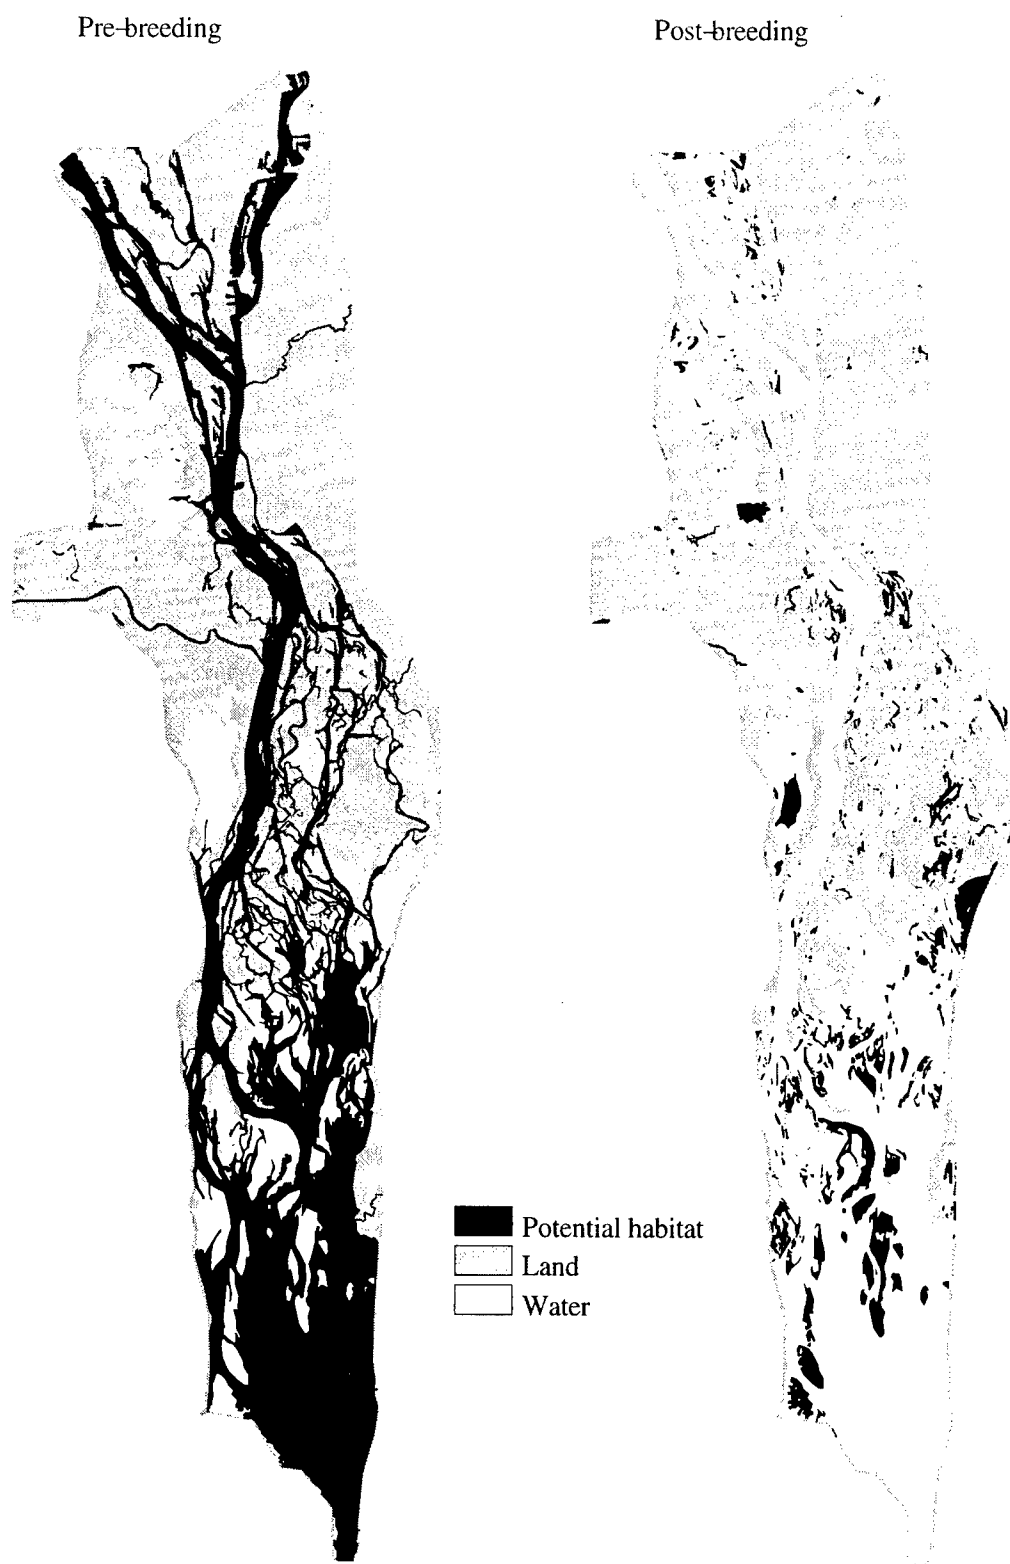 Pre-breeding
Post-breeding
Potential habitat
Land
Water